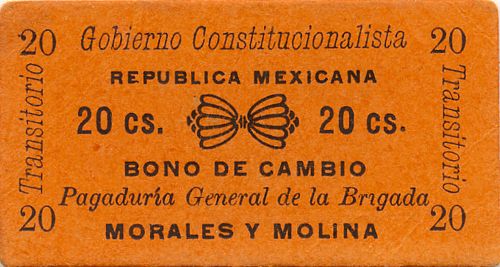 20 Gobierno Constitucionalista 20
REPUBLICA MEXICANA
Transitorio
20 cs. 20 cs.
Transitorio
BONO DE CAMBIO
Pagaduría General de la Brigada
20 MORALES Y MOLINA 20